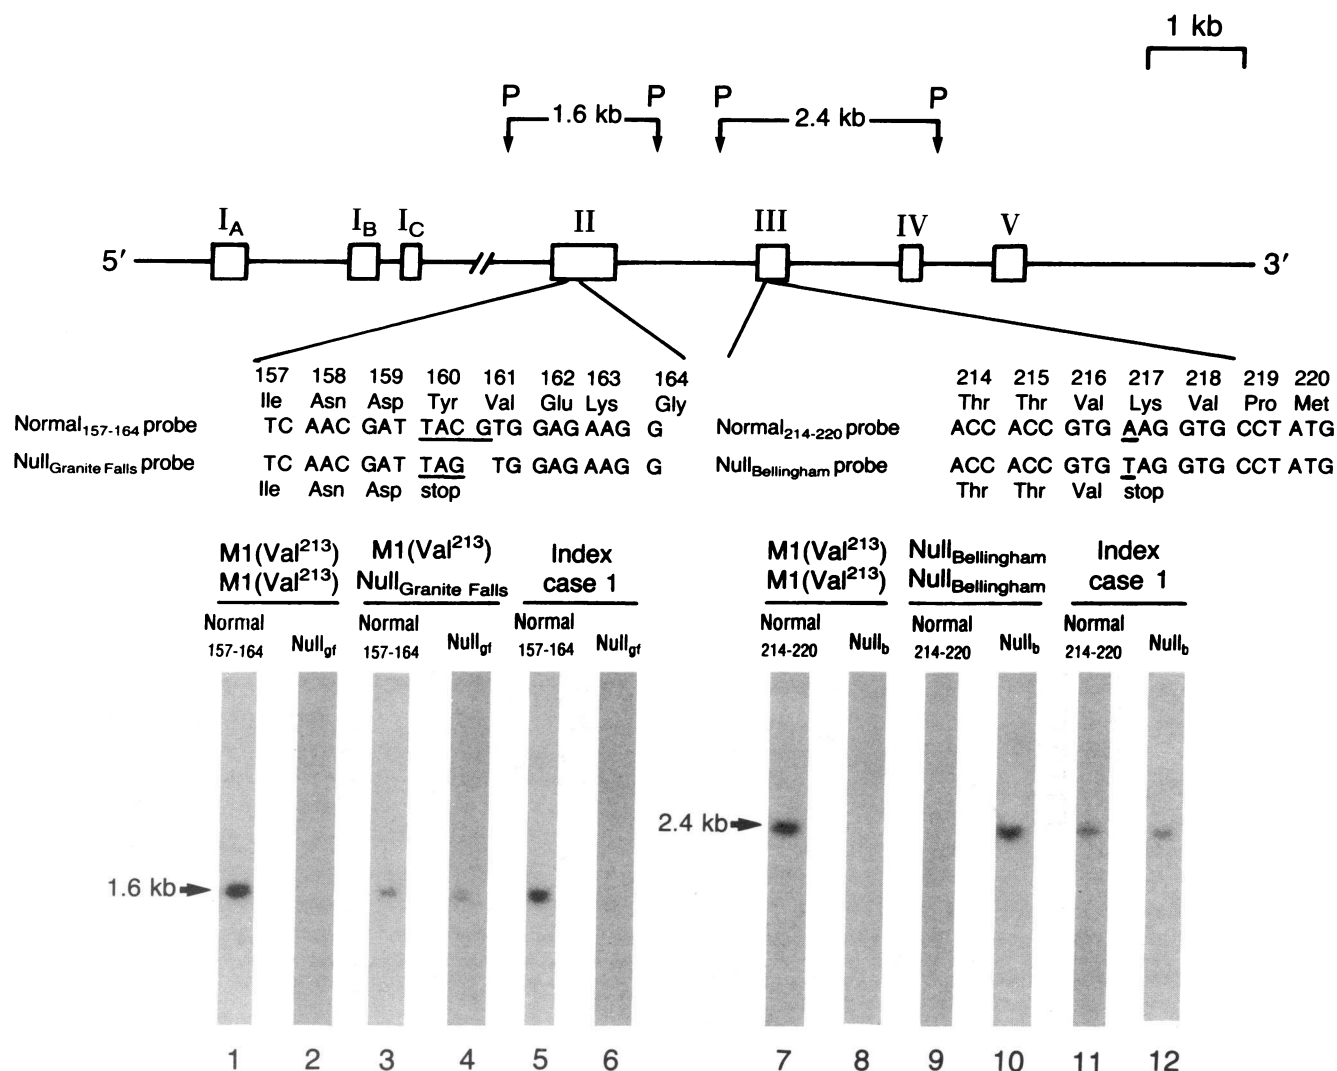 1 kb
P P P P
1.6 kb 2.4 kb
I_A I_B I_C II III IV V
5′ 3′
157 158 159 160 161 162 163 164
Ile Asn Asp Tyr Val Glu Lys Gly
Normal157-164 probe TC AAC GAT TAC GTG GAG AAG G
NullGranite Falls probe TC AAC GAT TAG TG GAG AAG G
Ile Asn Asp stop
214 215 216 217 218 219 220
Thr Thr Val Lys Val Pro Met
Normal214-220 probe ACC ACC GTG AAG GTG CCT ATG
NullBellingham probe ACC ACC GTG TAG GTG CCT ATG
Thr Thr Val stop
M1(Val213) M1(Val213) Index
M1(Val213) NullGranite Falls case 1
Normal Normal Normal
157-164 Nullgf 157-164 Nullgf 157-164 Nullgf
M1(Val213) NullBellingham Index
M1(Val213) NullBellingham case 1
Normal Normal Normal
214-220 Nullb 214-220 Nullb 214-220 Nullb
2.4 kb
1.6 kb
1 2 3 4 5 6 7 8 9 10 11 12